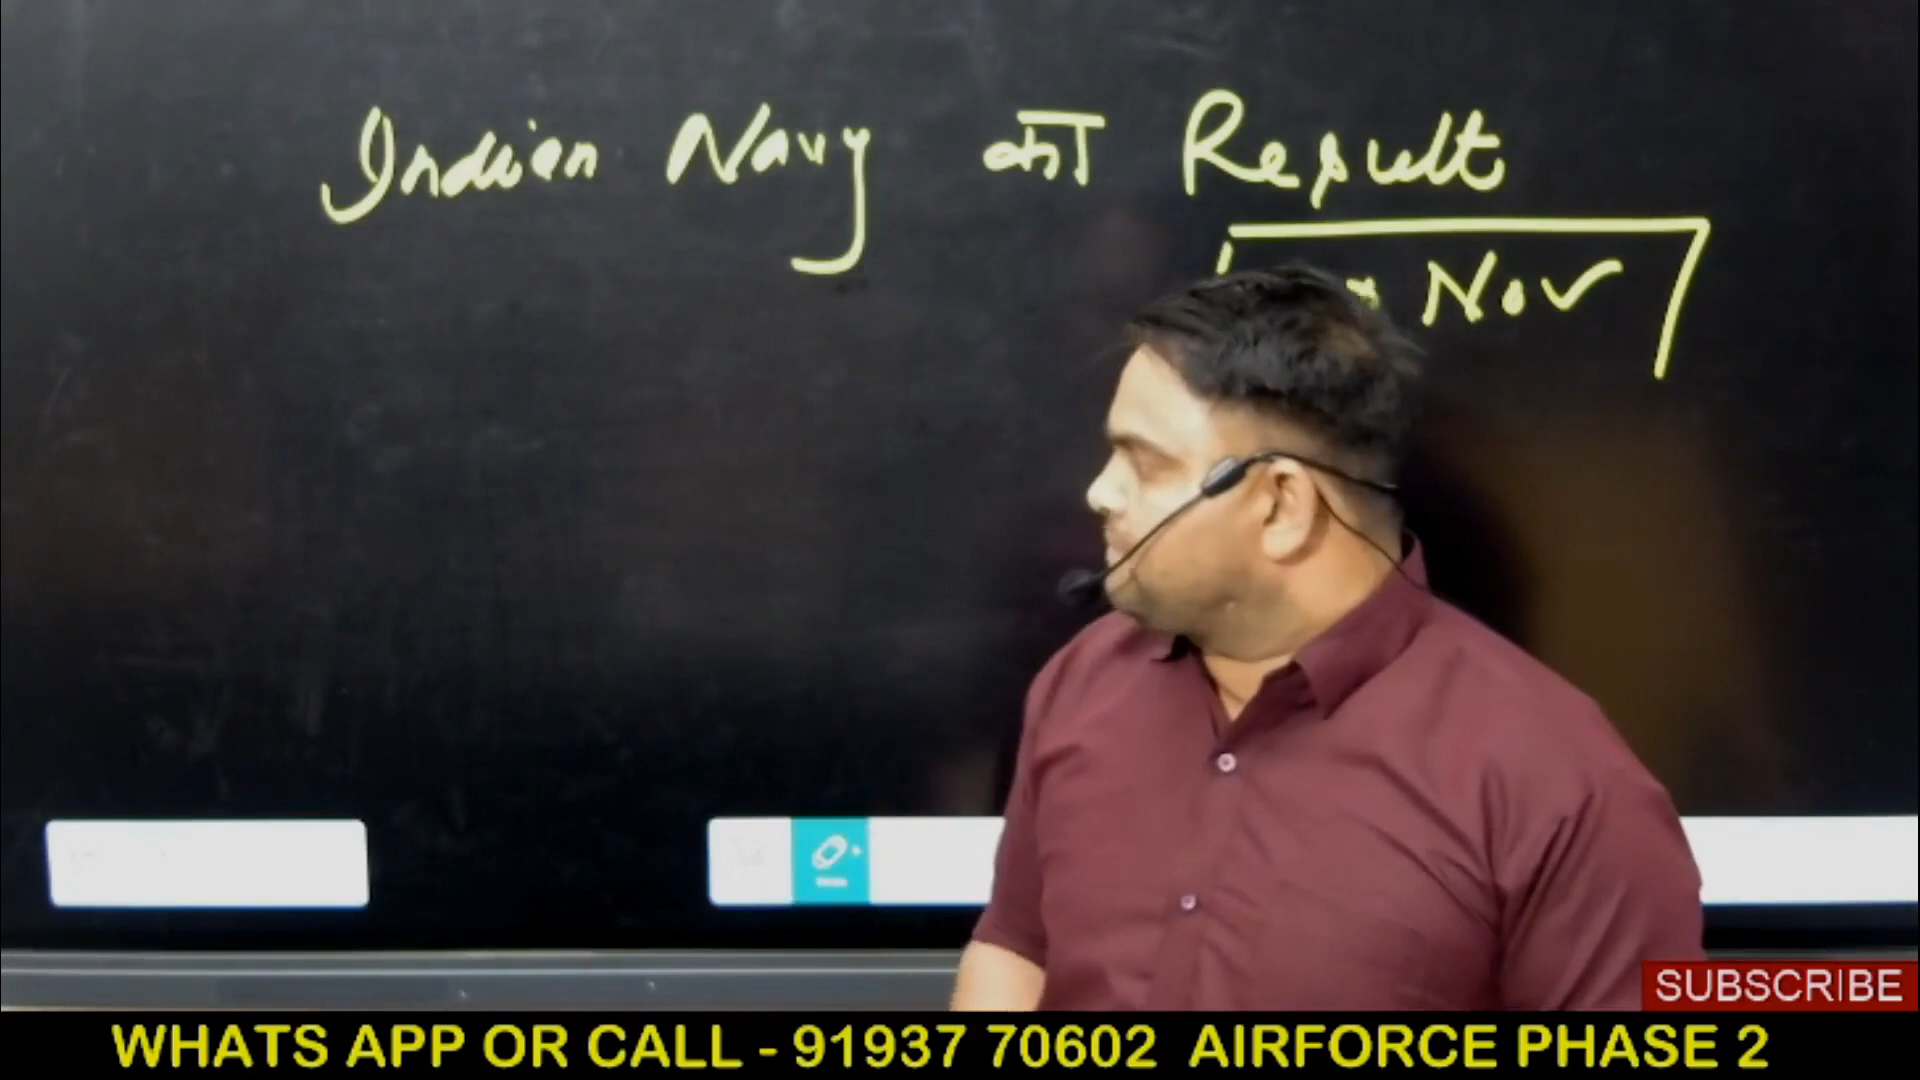 Indian Navy का Result
Nov
SUBSCRIBE
WHATS APP OR CALL - 91937 70602 AIRFORCE PHASE 2